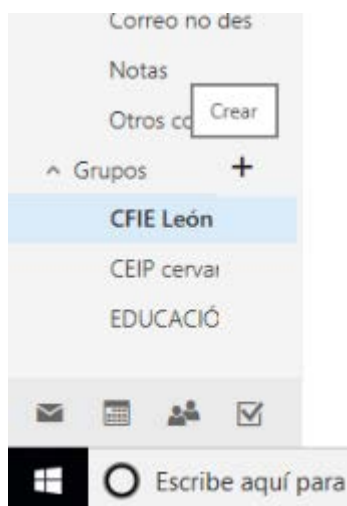 Correo no des
Notas
Otros co
Crear
Grupos
CFIE León
CEIP cervai
EDUCACIÓ
Escribe aquí para